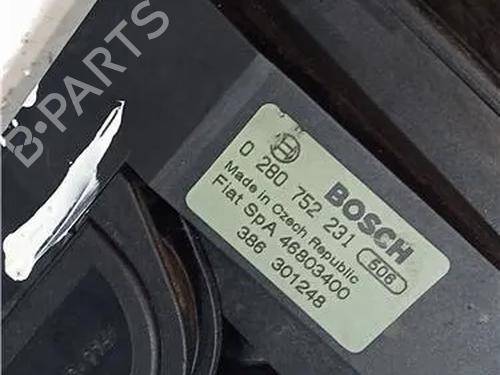 B-PARTS
BOSCH
0 280 752 231
606
Made in Czech Republic
Fiat SpA 46803400
386 301248